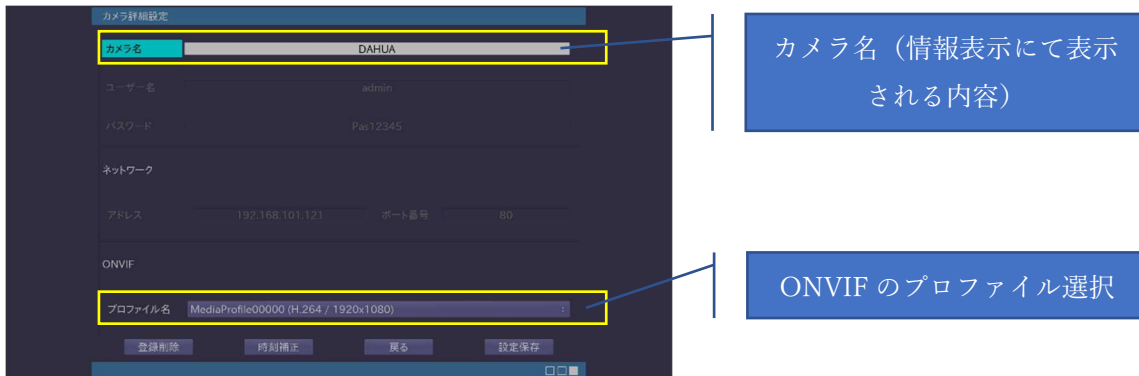 カメラ詳細設定
カメラ名 DAHUA
カメラ名（情報表示にて表示
される内容）
ユーザー名 admin
パスワード Pas12345
ネットワーク
アドレス 192.168.101.121 ポート番号 80
ONVIF
ONVIF のプロファイル選択
プロファイル名 MediaProfile00000 (H.264 / 1920x1080)
登録削除 時刻補正 戻る 設定保存